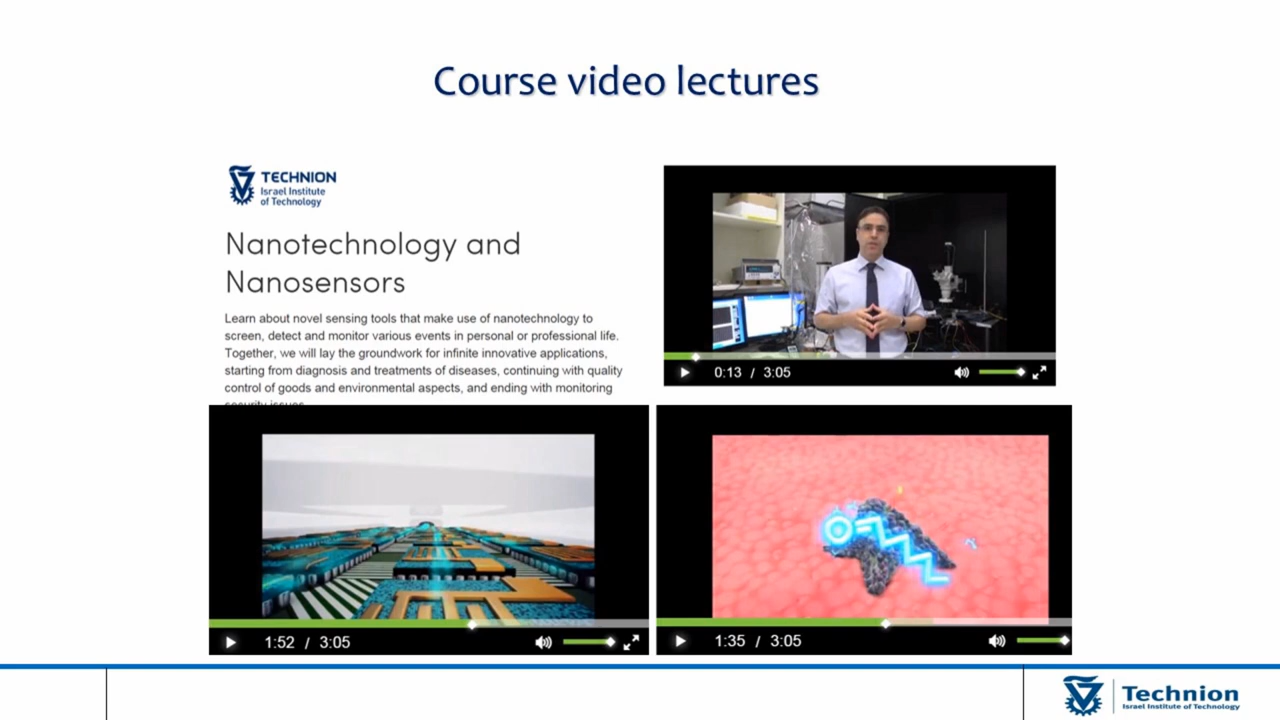 Course video lectures
TECHNION
Israel Institute
of Technology
Nanotechnology and
Nanosensors
Learn about novel sensing tools that make use of nanotechnology to
screen, detect and monitor various events in personal or professional life.
Together, we will lay the groundwork for infinite innovative applications,
starting from diagnosis and treatments of diseases, continuing with quality
control of goods and environmental aspects, and ending with monitoring
security issues.
0:13 / 3:05
1:52 / 3:05
1:35 / 3:05
Technion
Israel Institute of Technology